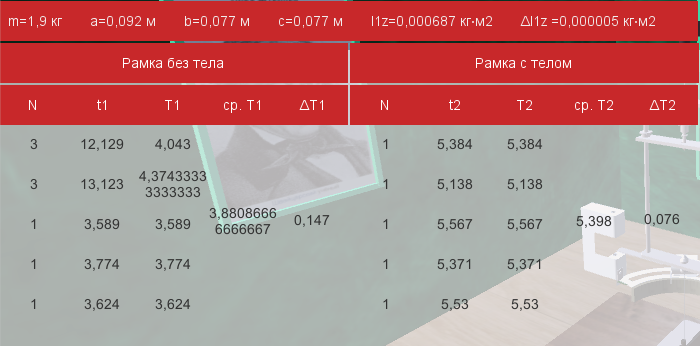 m=1,9 кг a=0,092 м b=0,077 м c=0,077 м I1z=0,000687 кг·м2 ΔI1z =0,000005 кг·м2
Рамка без тела Рамка с телом
N t1 T1 ср. T1 ΔT1 N t2 T2 ср. T2 ΔT2
3 12,129 4,043 1 5,384 5,384
3 13,123 4,3743333 1 5,138 5,138
3333333
1 3,589 3,589 3,8808666 0,147 1 5,567 5,567 5,398 0,076
6666667
1 3,774 3,774 1 5,371 5,371
1 3,624 3,624 1 5,53 5,53